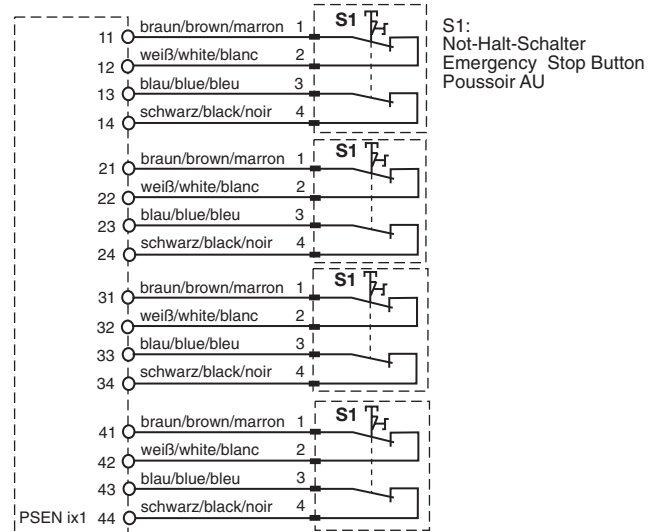 S1
11 braun/brown/marron 1
12 weiß/white/blanc 2
13 blau/blue/bleu 3
14 schwarz/black/noir 4
S1:
Not-Halt-Schalter
Emergency Stop Button
Poussoir AU
S1
21 braun/brown/marron 1
22 weiß/white/blanc 2
23 blau/blue/bleu 3
24 schwarz/black/noir 4
S1
31 braun/brown/marron 1
32 weiß/white/blanc 2
33 blau/blue/bleu 3
34 schwarz/black/noir 4
S1
41 braun/brown/marron 1
42 weiß/white/blanc 2
43 blau/blue/bleu 3
PSEN ix1 44 schwarz/black/noir 4